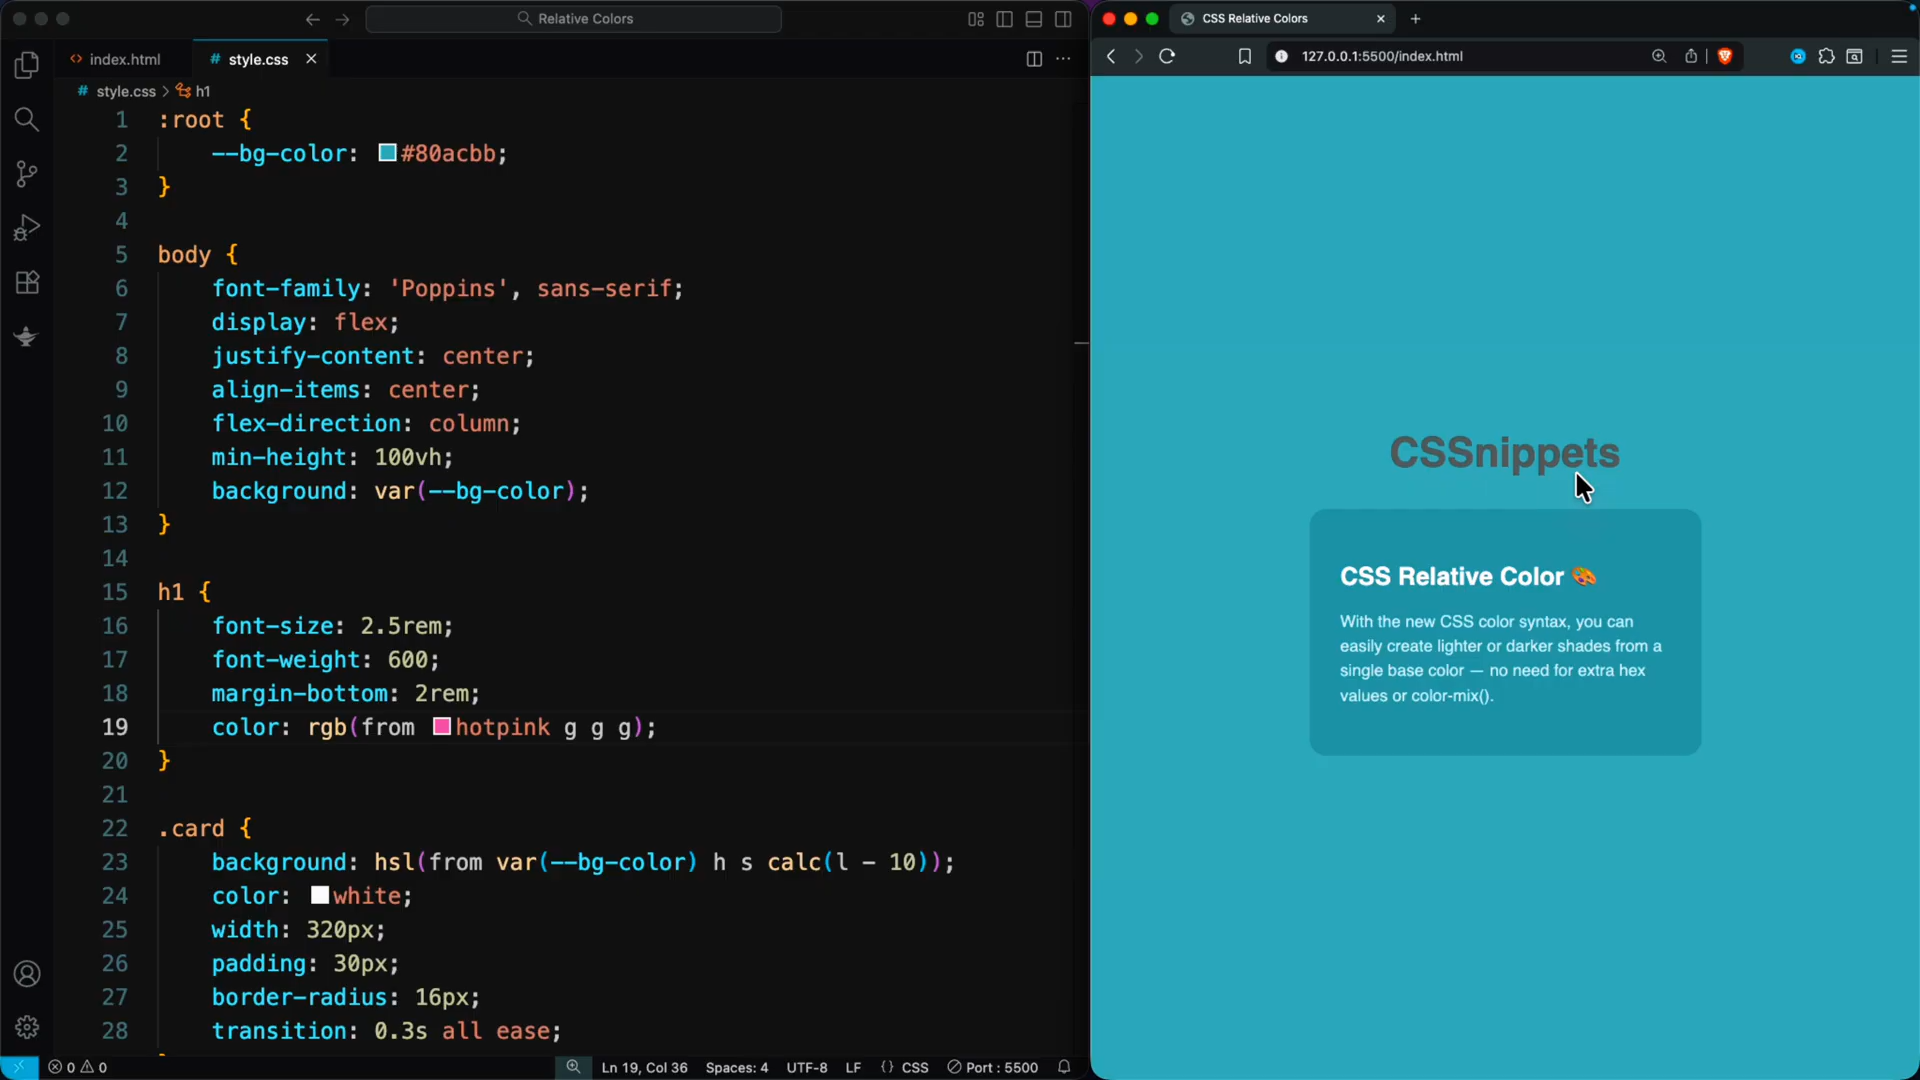 Relative Colors
index.html
# style.css
# style.css > h1
1 :root {
2 --bg-color: #80acbb;
3 }
4
5 body {
6 font-family: 'Poppins', sans-serif;
7 display: flex;
8 justify-content: center;
9 align-items: center;
10 flex-direction: column;
11 min-height: 100vh;
12 background: var(--bg-color);
13 }
14
15 h1 {
16 font-size: 2.5rem;
17 font-weight: 600;
18 margin-bottom: 2rem;
19 color: rgb(from hotpink g g g);
20 }
21
22 .card {
23 background: hsl(from var(--bg-color) h s calc(l - 10));
24 color: white;
25 width: 320px;
26 padding: 30px;
27 border-radius: 16px;
28 transition: 0.3s all ease;
0 0
Ln 19, Col 36 Spaces: 4 UTF-8 LF {} CSS Port : 5500
CSS Relative Colors
127.0.0.1:5500/index.html
CSSnippets
CSS Relative Color 🎨
With the new CSS color syntax, you can
easily create lighter or darker shades from a
single base color — no need for extra hex
values or color-mix().